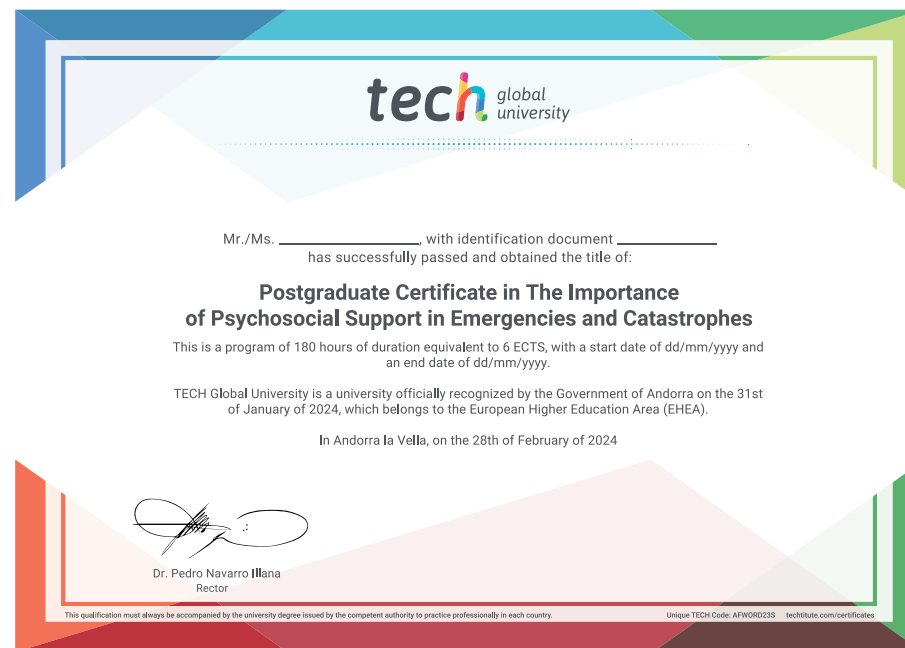 tech global university
Mr./Ms. ____________________, with identification document ______________
has successfully passed and obtained the title of:
Postgraduate Certificate in The Importance
of Psychosocial Support in Emergencies and Catastrophes
This is a program of 180 hours of duration equivalent to 6 ECTS, with a start date of dd/mm/yyyy and
an end date of dd/mm/yyyy.
TECH Global University is a university officially recognized by the Government of Andorra on the 31st
of January of 2024, which belongs to the European Higher Education Area (EHEA).
In Andorra la Vella, on the 28th of February of 2024
Dr. Pedro Navarro Illana
Rector
This qualification must always be accompanied by the university degree issued by the competent authority to practice professionally in each country.
Unique TECH Code: AFWORD23S techtitute.com/certificates